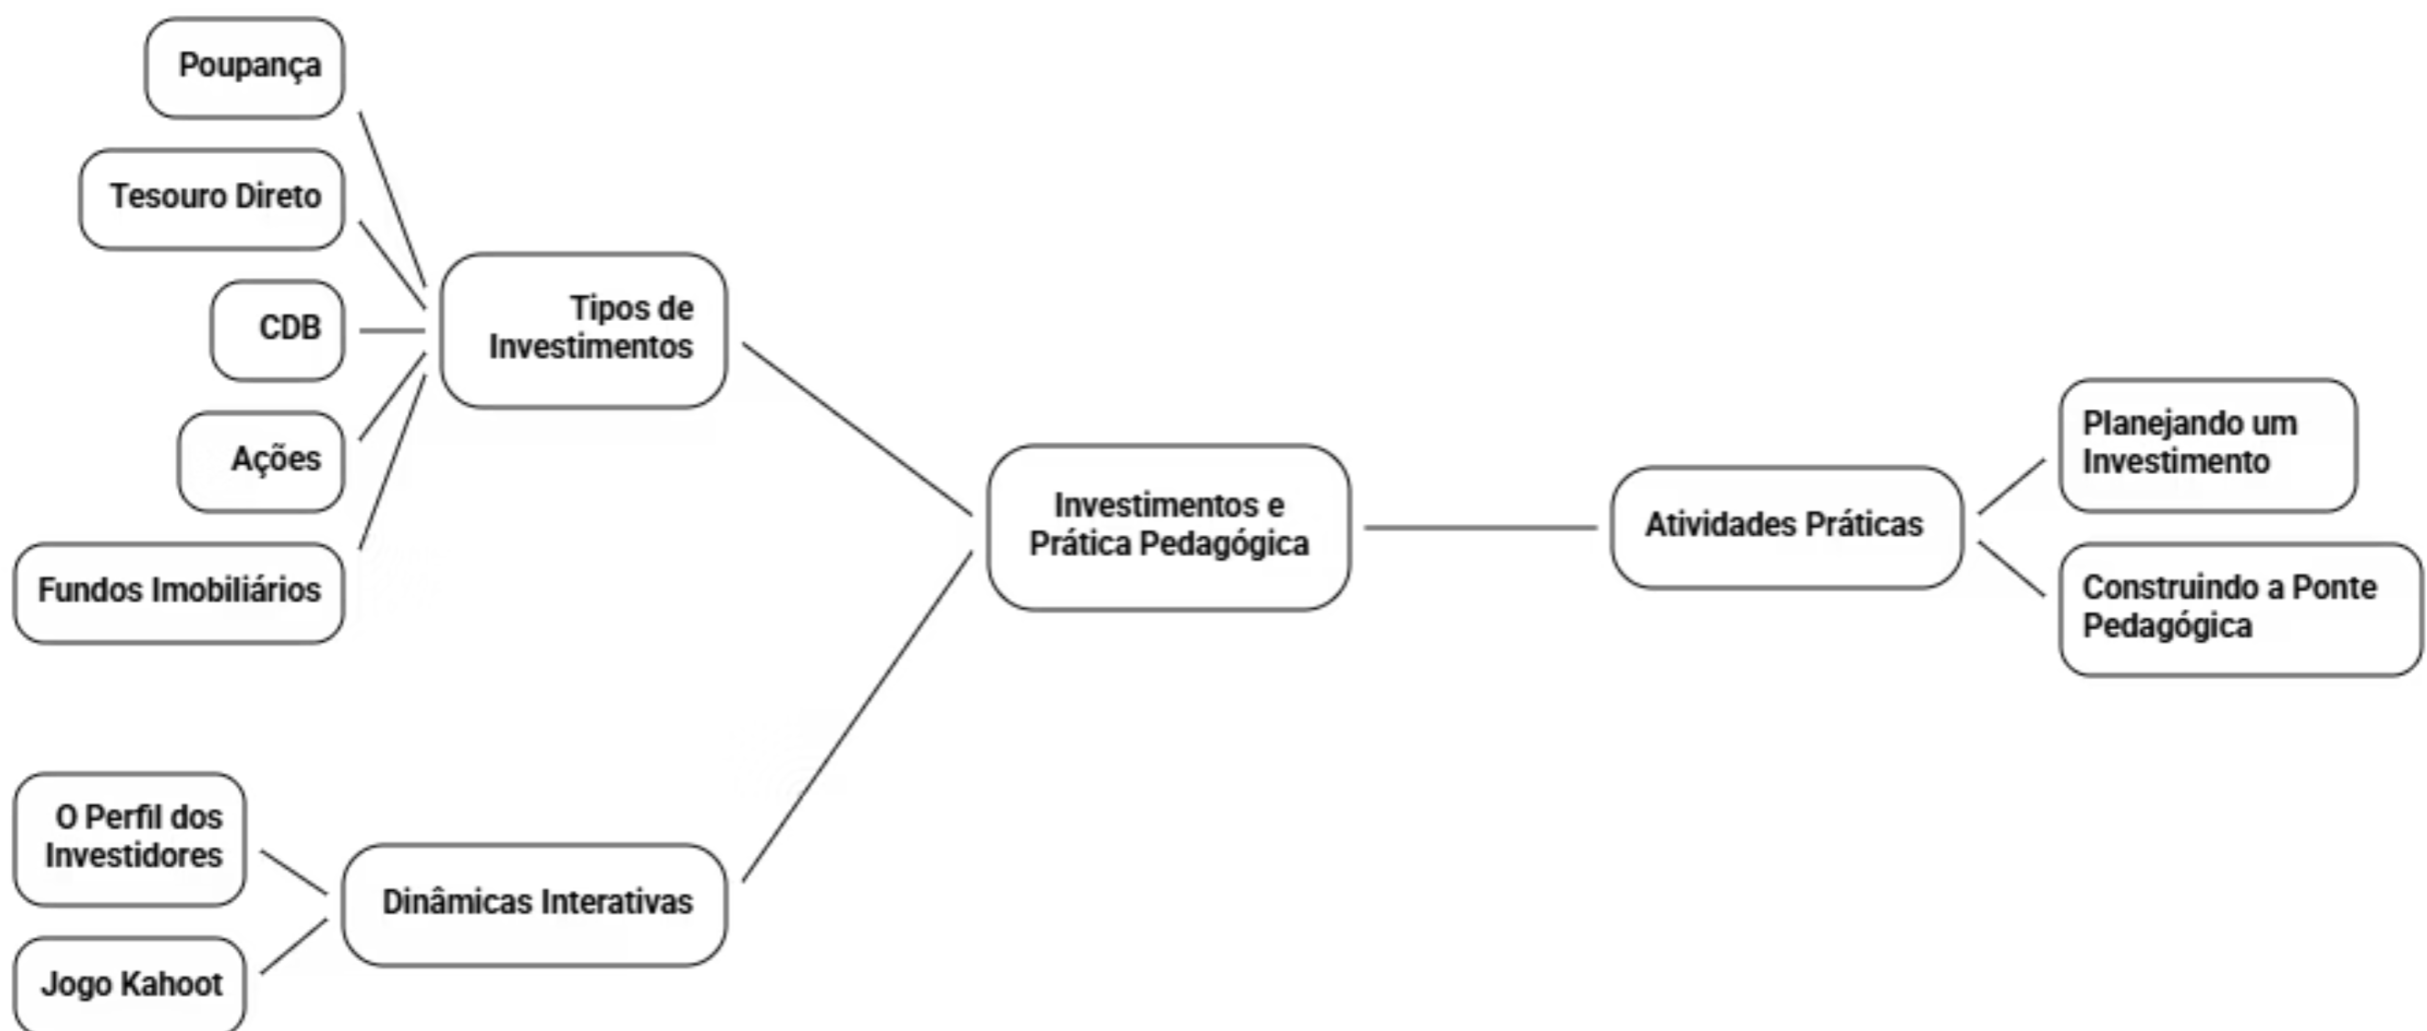 Poupança
Tesouro Direto
CDB
Ações
Fundos Imobiliários
Tipos de
Investimentos
O Perfil dos
Investidores
Jogo Kahoot
Dinâmicas Interativas
Investimentos e
Prática Pedagógica
Atividades Práticas
Planejando um
Investimento
Construindo a Ponte
Pedagógica